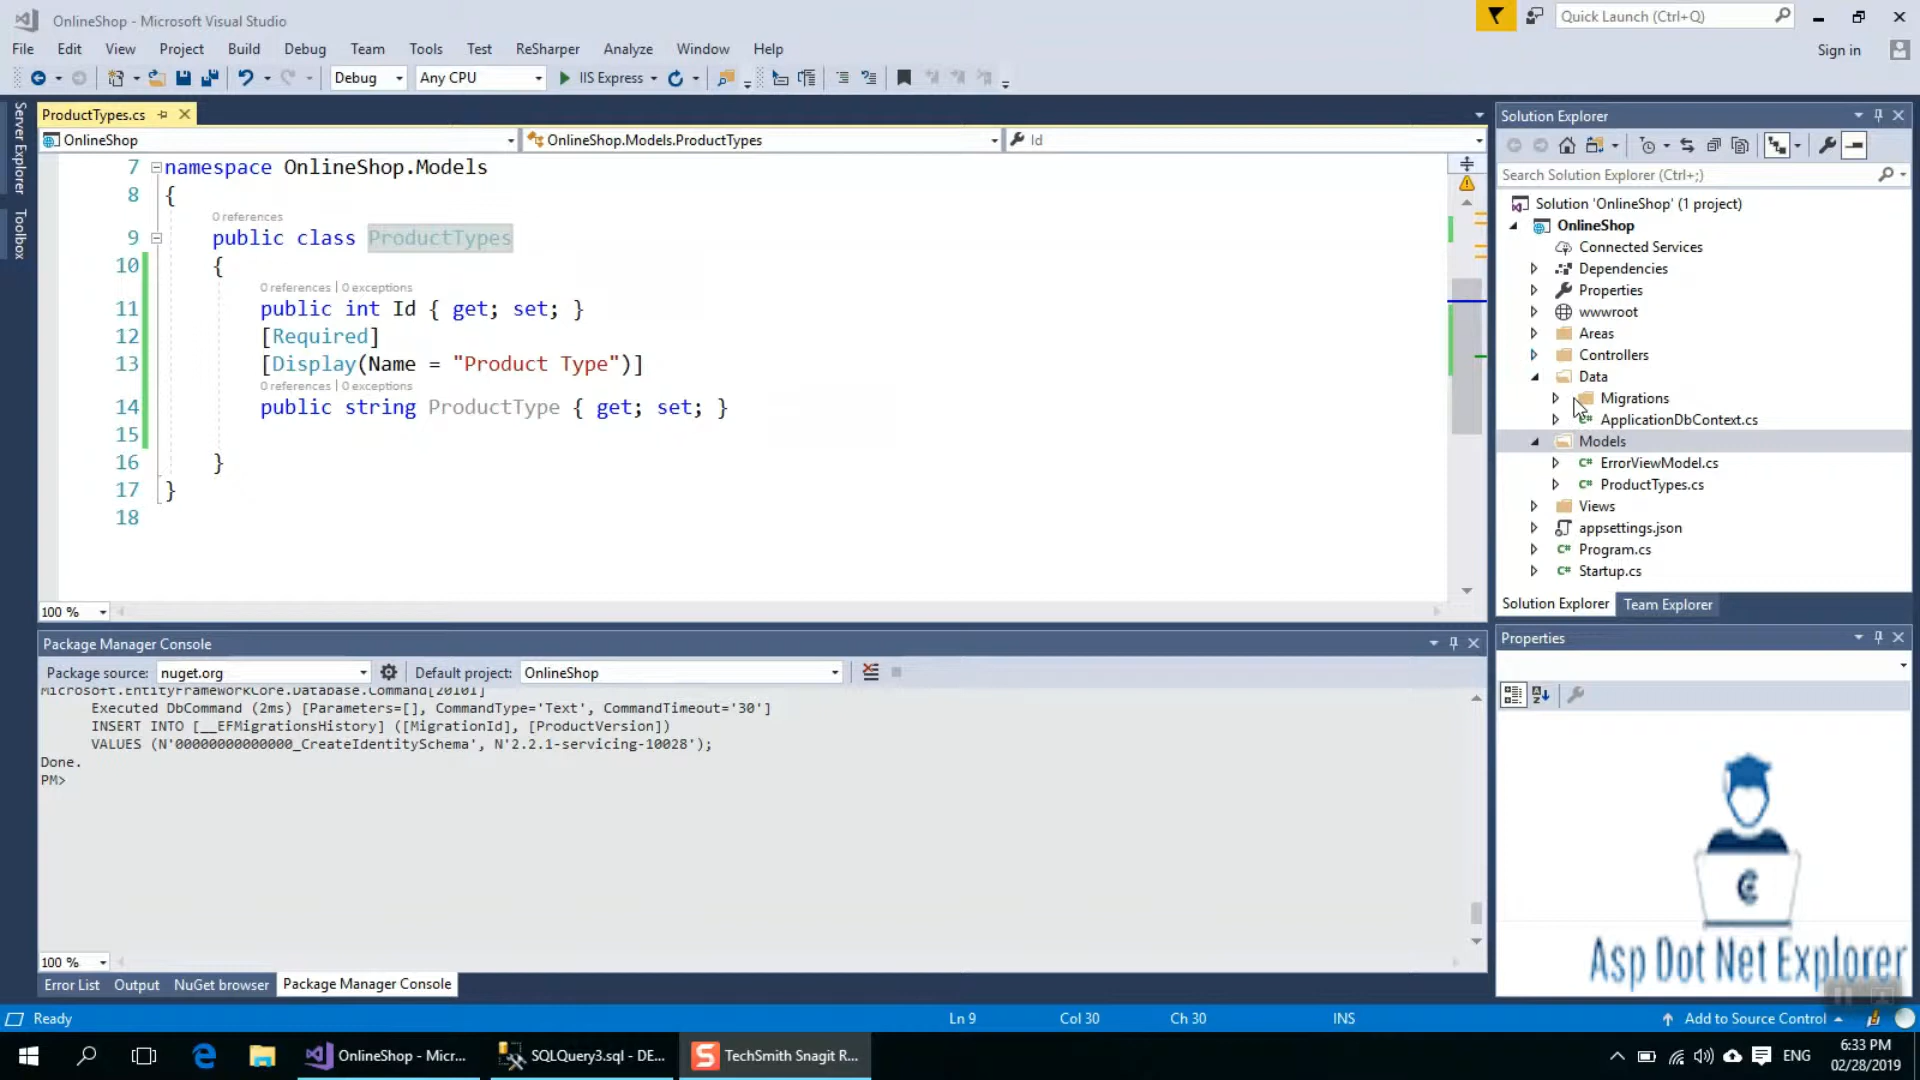 OnlineShop - Microsoft Visual Studio
Quick Launch (Ctrl+Q)
File Edit View Project Build Debug Team Tools Test ReSharper Analyze Window Help
Sign in
Debug Any CPU IIS Express
Server Explorer
Toolbox
ProductTypes.cs
OnlineShop OnlineShop.Models.ProductTypes Id
7 namespace OnlineShop.Models
8 {
0 references
9 public class ProductTypes
10 {
0 references | 0 exceptions
11 public int Id { get; set; }
12 [Required]
13 [Display(Name = "Product Type")]
0 references | 0 exceptions
14 public string ProductType { get; set; }
15
16 }
17 }
18
100 %
Solution Explorer
Search Solution Explorer (Ctrl+;)
Solution 'OnlineShop' (1 project)
OnlineShop
Connected Services
Dependencies
Properties
wwwroot
Areas
Controllers
Data
Migrations
C# ApplicationDbContext.cs
Models
C# ErrorViewModel.cs
C# ProductTypes.cs
Views
appsettings.json
C# Program.cs
C# Startup.cs
Solution Explorer Team Explorer
Properties
Package Manager Console
Package source: nuget.org Default project: OnlineShop
Microsoft.EntityFrameworkCore.Database.Command[20101]
Executed DbCommand (2ms) [Parameters=[], CommandType='Text', CommandTimeout='30']
INSERT INTO [__EFMigrationsHistory] ([MigrationId], [ProductVersion])
VALUES (N'00000000000000_CreateIdentitySchema', N'2.2.1-servicing-10028');
Done.
PM>
100 %
Error List Output NuGet browser Package Manager Console
Asp Dot Net Explorer
Ready Ln 9 Col 30 Ch 30 INS Add to Source Control
OnlineShop - Micr... SQLQuery3.sql - DE... TechSmith Snagit R...
ENG
6:33 PM
02/28/2019